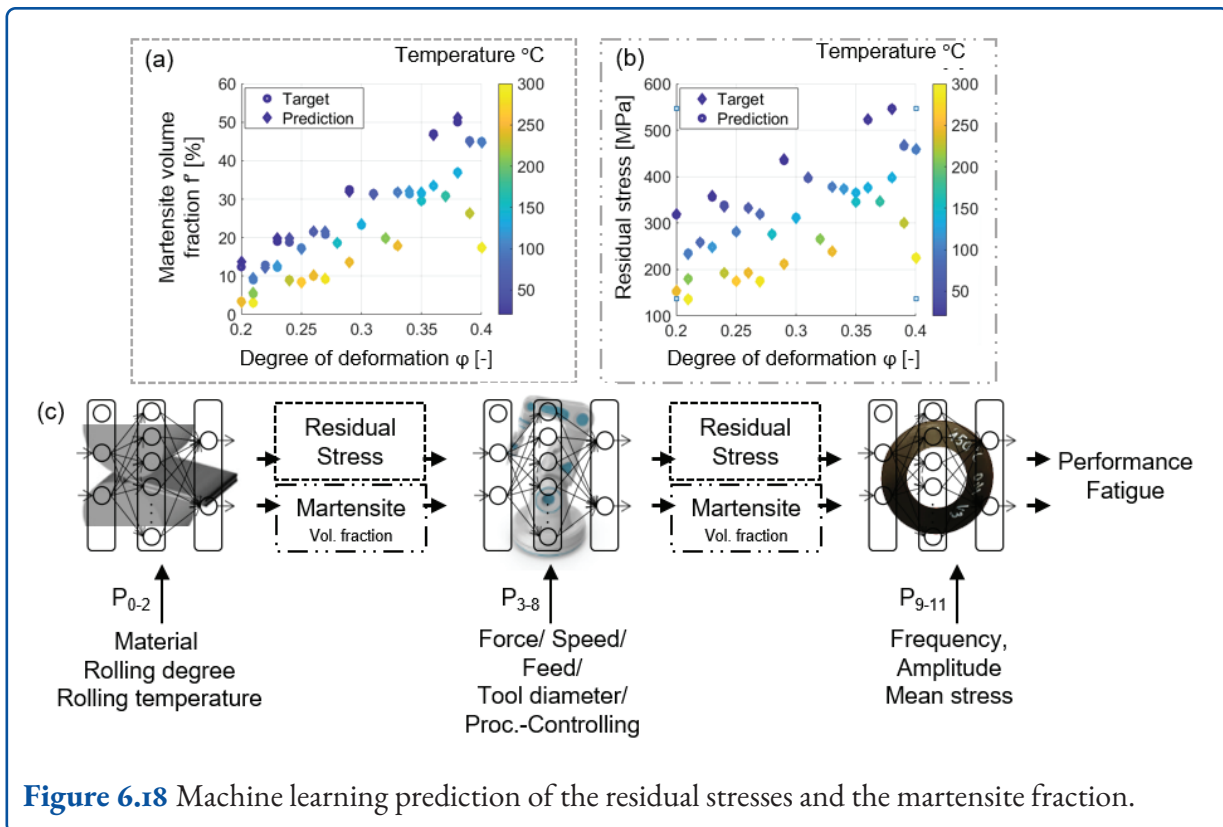 (a)
Temperature °C
Target
Prediction
Martensite volume
fraction f' [%]
60
50
40
30
20
10
0
0.2
0.25
0.3
0.35
0.4
Degree of deformation φ [-]
300
250
200
150
100
50
(b)
Temperature °C
Target
Prediction
Residual stress [MPa]
600
500
400
300
200
100
0.2
0.25
0.3
0.35
0.4
Degree of deformation φ [-]
300
250
200
150
100
50
(c)
Residual
Stress
Martensite
Vol. fraction
Residual
Stress
Martensite
Vol. fraction
Performance
Fatigue
P0-2
Material
Rolling degree
Rolling temperature
P3-8
Force/ Speed/
Feed/
Tool diameter/
Proc.-Controlling
P9-11
Frequency,
Amplitude
Mean stress
Figure 6.18 Machine learning prediction of the residual stresses and the martensite fraction.